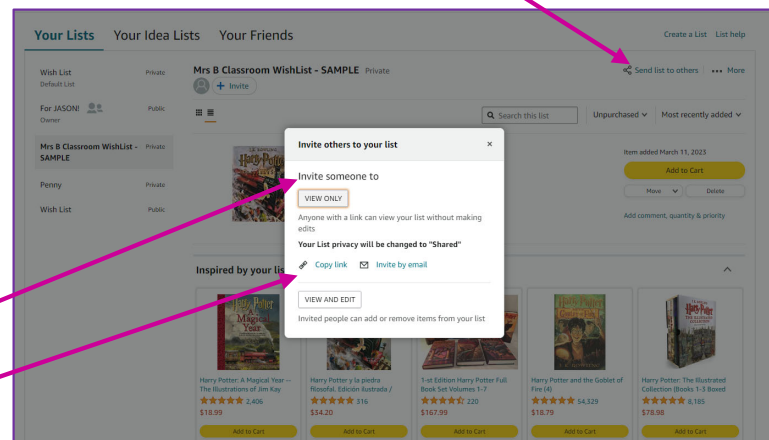 Your Lists Your Idea Lists Your Friends
Create a List List help
Wish List Private
Default List
For JASON! Public
Owner
Mrs B Classroom WishList - Private
SAMPLE
Penny Private
Wish List Public
Mrs B Classroom WishList - SAMPLE Private
+ Invite
Send list to others ••• More
Search this list
Unpurchased
Most recently added
Harry Potter
Item added March 11, 2023
Add to Cart
Move Delete
Add comment, quantity & priority
Invite others to your list ×
Invite someone to
VIEW ONLY
Anyone with a link can view your list without making
edits
Your List privacy will be changed to "Shared"
Copy link Invite by email
VIEW AND EDIT
Invited people can add or remove items from your list
Inspired by your lis
Harry Potter
Magical
Year
Harry Potter: A Magical Year --
The Illustrations of Jim Kay
2,406
$18.99
Add to Cart
Harry Potter y la piedra
filosofal. Edición ilustrada /
316
$34.20
Add to Cart
1-st Edition Harry Potter Full
Book Set Volumes 1-7
220
$167.99
Add to Cart
Harry Potter and the Goblet of
Fire (4)
54,329
$18.79
Add to Cart
Harry Potter: The Illustrated
Collection (Books 1-3 Boxed
8,185
$78.98
Add to Cart